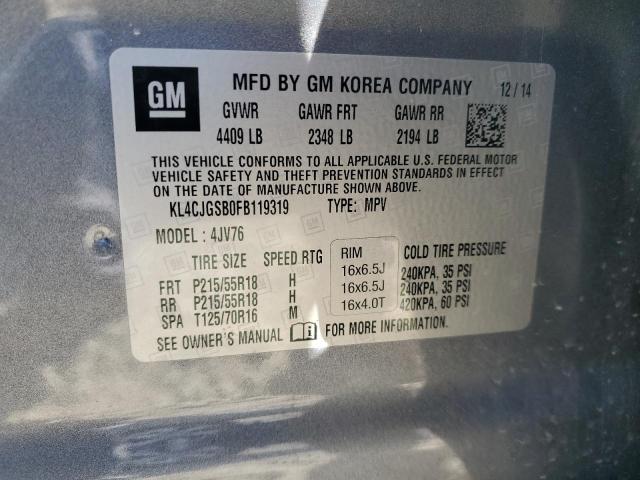 GM
MFD BY GM KOREA COMPANY 12 / 14
GVWR GAWR FRT GAWR RR
4409 LB 2348 LB 2194 LB
THIS VEHICLE CONFORMS TO ALL APPLICABLE U.S. FEDERAL MOTOR
VEHICLE SAFETY AND THEFT PREVENTION STANDARDS IN EFFECT
ON THE DATE OF MANUFACTURE SHOWN ABOVE.
KL4CJGSB0FB119319 TYPE: MPV
MODEL : 4JV76
TIRE SIZE SPEED RTG RIM COLD TIRE PRESSURE
FRT P215/55R18 H 16x6.5J 240KPA, 35 PSI
RR P215/55R18 H 16x6.5J 240KPA, 35 PSI
SPA T125/70R16 M 16x4.0T 420KPA, 60 PSI
SEE OWNER'S MANUAL FOR MORE INFORMATION.